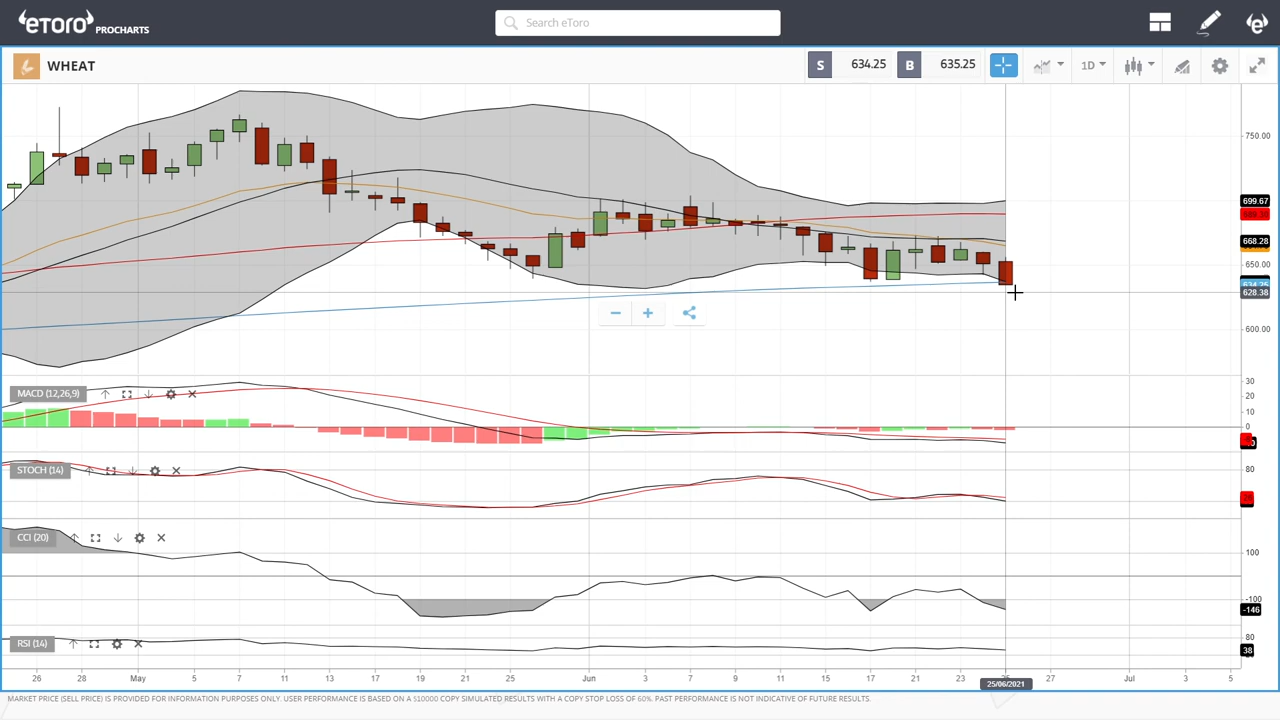 eToro PROCHARTS
Search eToro
WHEAT
S 634.25 B 635.25 1D
750.00
699.67
668.28
650.00
634.25
628.38
600.00
MACD (12,26,9)
30
20
10
0
STOCH (14)
80
CCI (20)
100
-100
-146
RSI (14)
80
38
26 May 5 7 11 13 17 19 21 25 Jun 3 7 9 11 15 17 21 23 27 Jul 3 5
25/06/2021
MARKET PRICE (SELL PRICE) IS PROVIDED FOR INFORMATION PURPOSES ONLY. USER PERFORMANCE IS BASED ON A $10000 COPY SIMULATED RESULTS WITH A COPY STOP LOSS OF 60%. PAST PERFORMANCE IS NOT INDICATIVE OF FUTURE RESULTS.